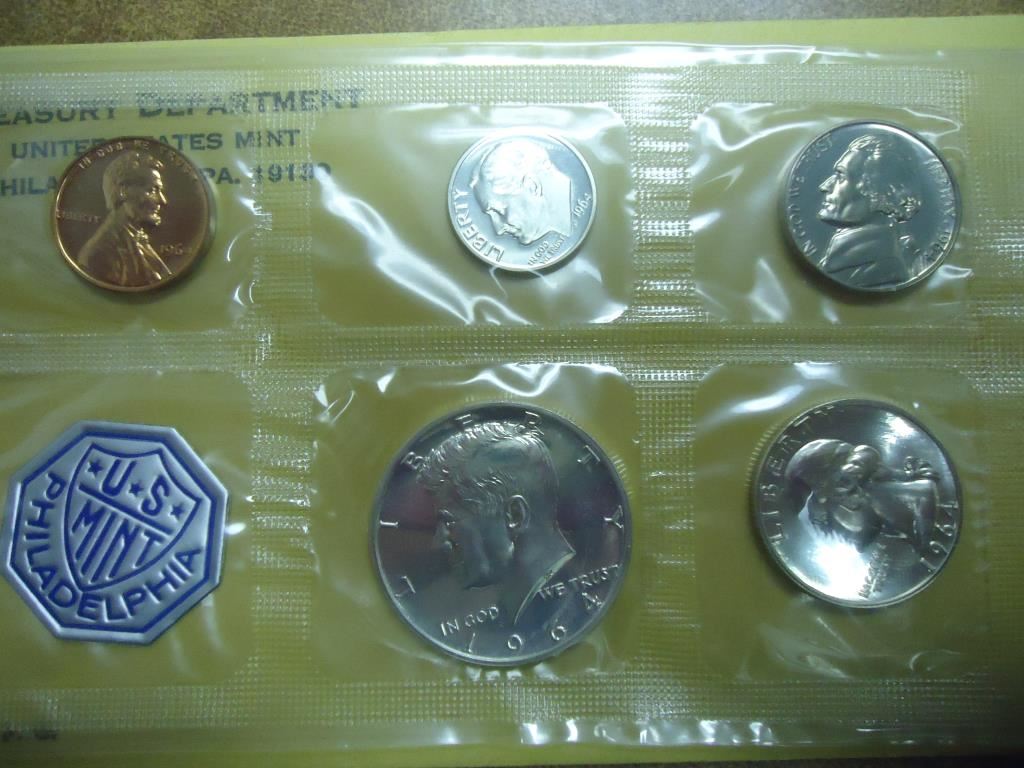 EASURY DEPARTMENT
UNITED STATES MINT
PHILA PA. 19130
IN GOD WE TRUST
LIBERTY
1964
LIBERTY
IN GOD
WE TRUST
1964
IN GOD WE TRUST
LIBERTY 1964
U.S.
MINT
PHILADELPHIA
LIBERTY
IN GOD WE TRUST
1964
LIBERTY